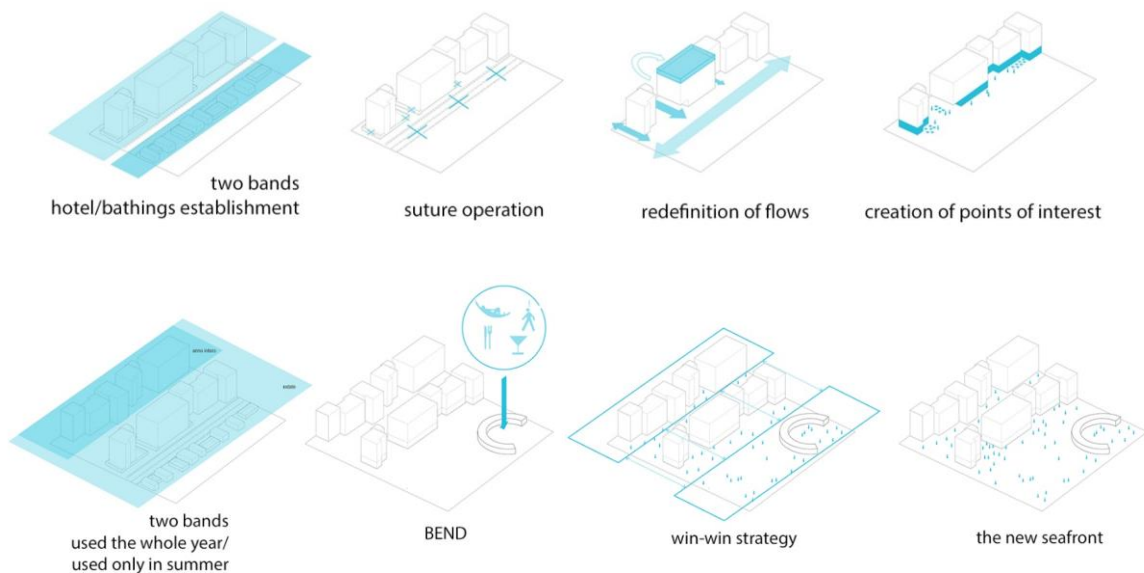 two bands
hotel/bathings establishment
suture operation
redefinition of flows
creation of points of interest
estate
two bands
used the whole year/
used only in summer
BEND
win-win strategy
the new seafront